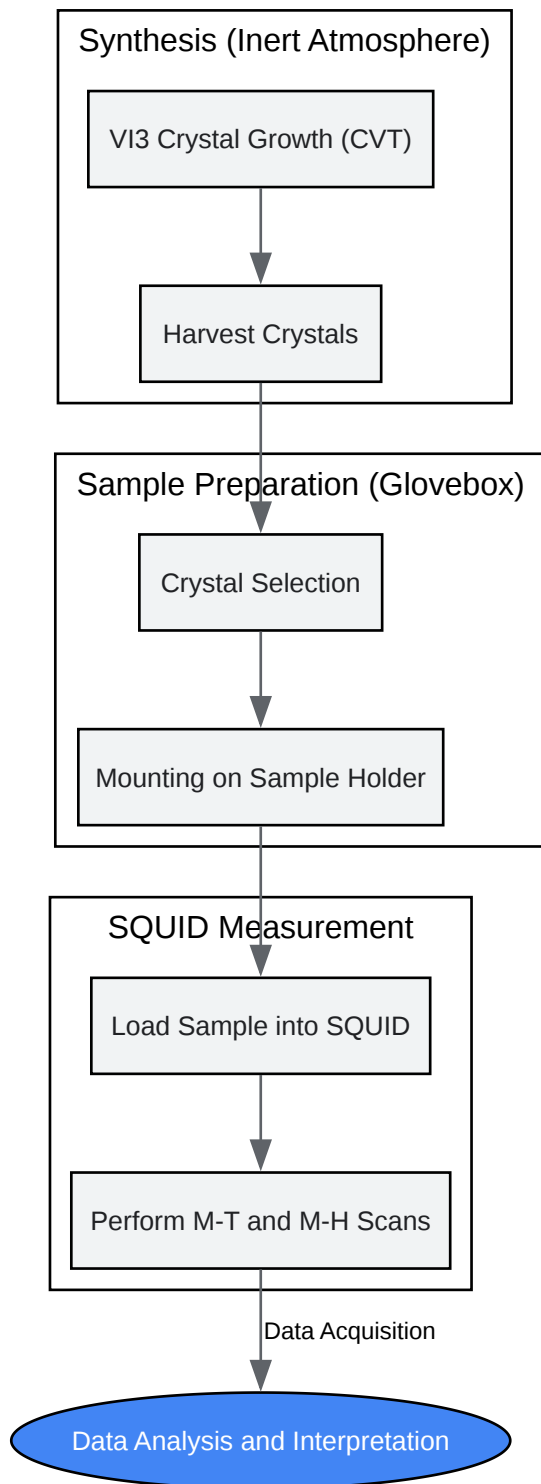 Synthesis (Inert Atmosphere)
VI3 Crystal Growth (CVT)
Harvest Crystals
Sample Preparation (Glovebox)
Crystal Selection
Mounting on Sample Holder
SQUID Measurement
Load Sample into SQUID
Perform M-T and M-H Scans
Data Acquisition
Data Analysis and Interpretation